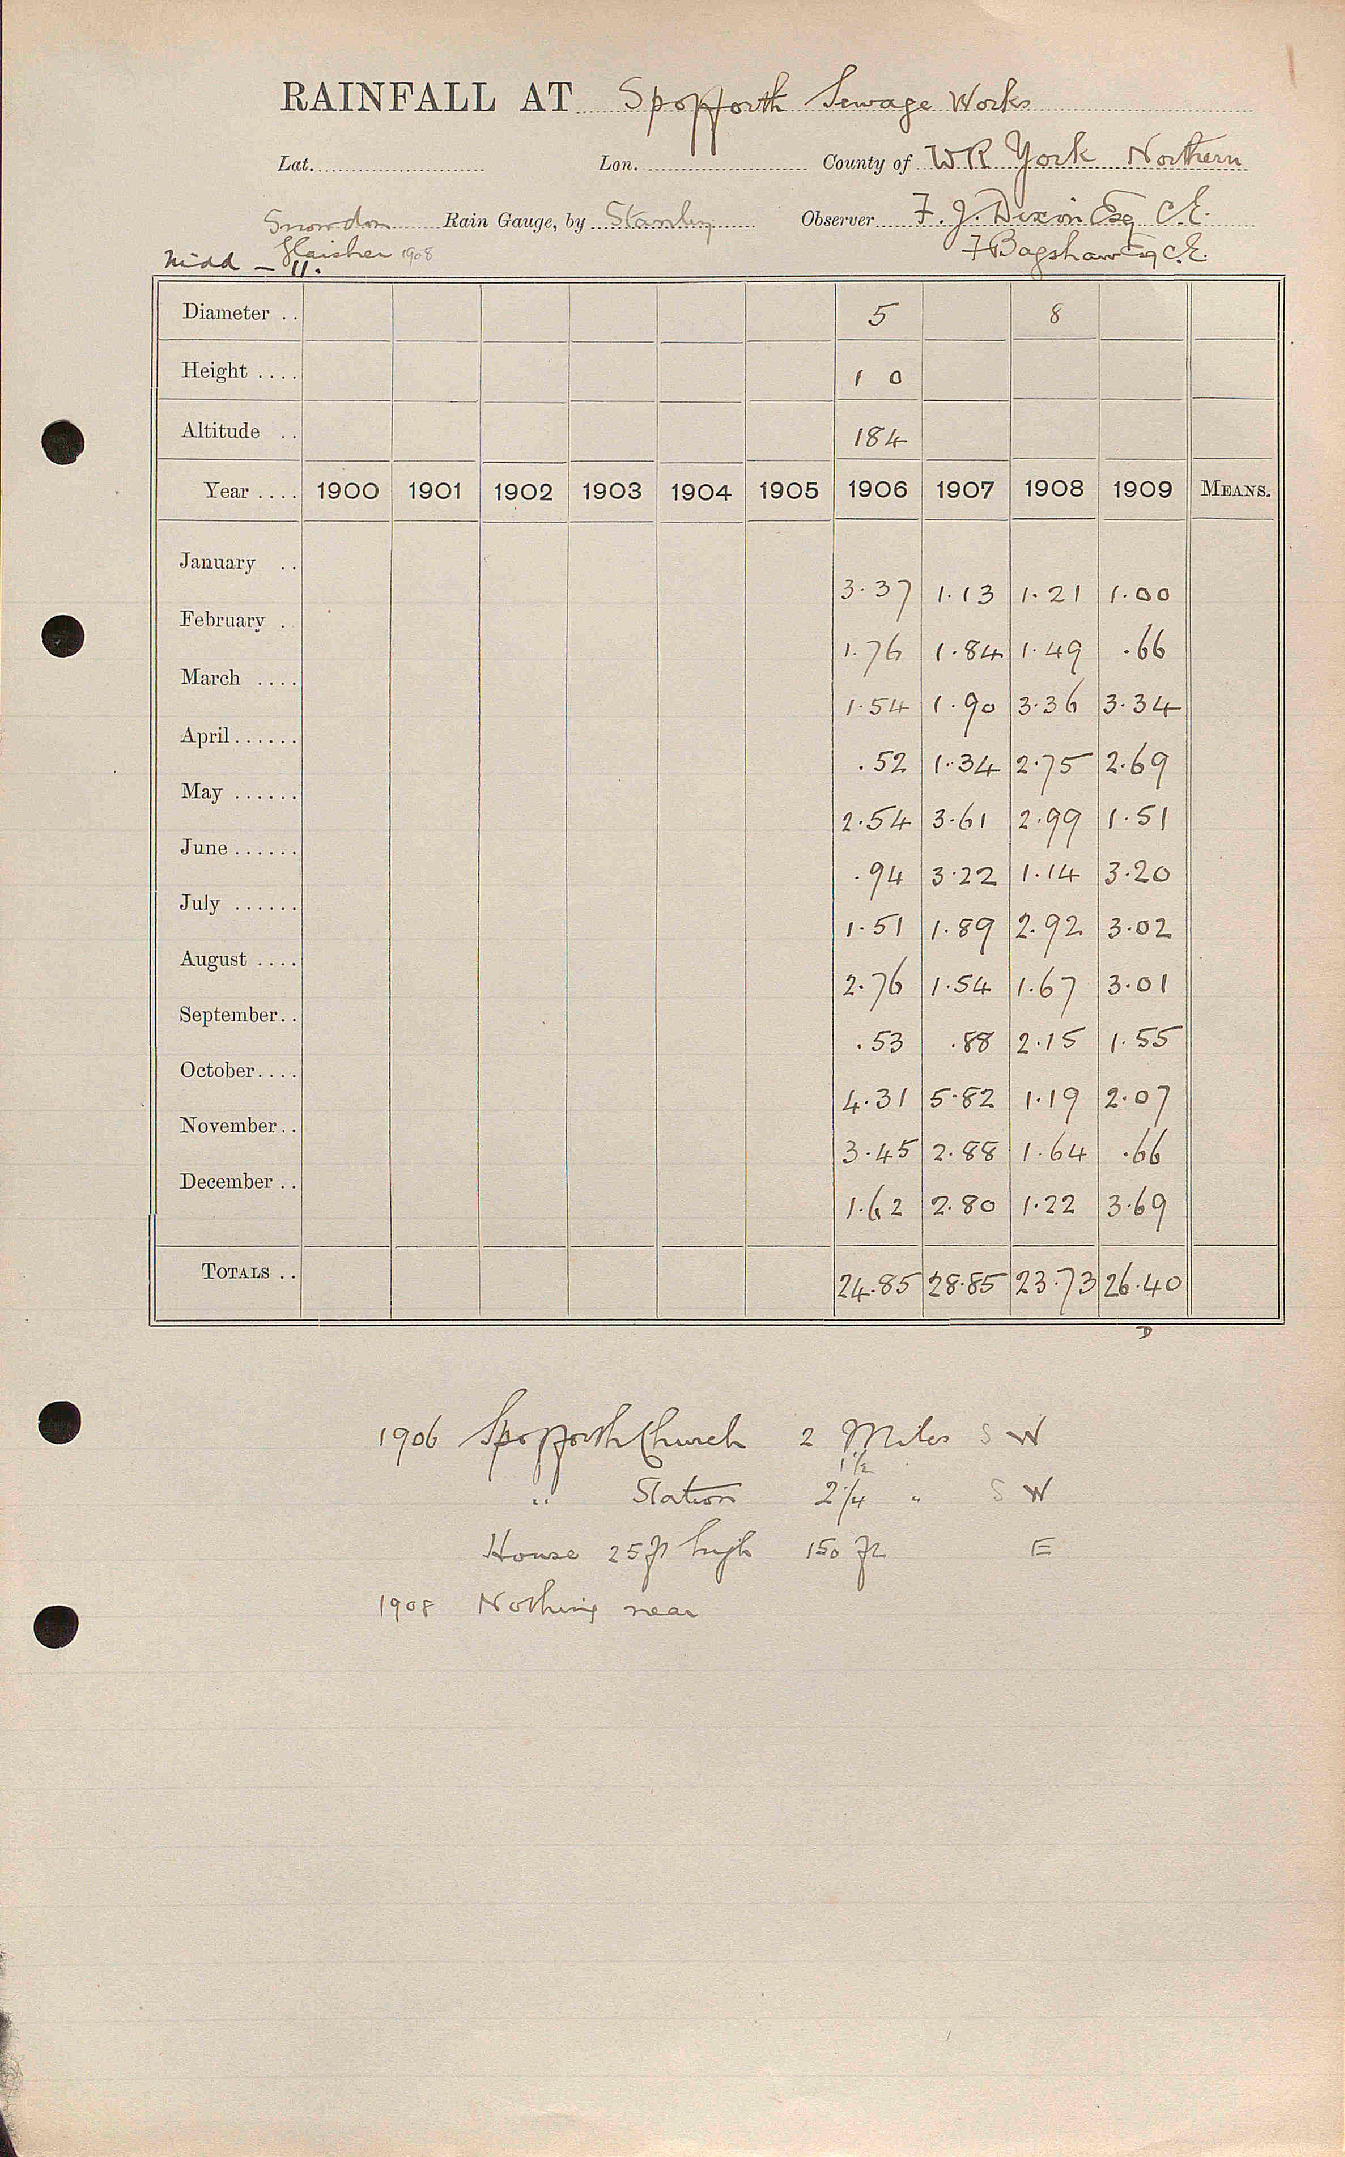 RAINFALL AT Spofforth Sewage Works
Lat. Lon. County of WR York Northern
Snowdon Rain Gauge, by Stanley Observer F. J. Dixon Esq C.E.
Nidd – 11. Glaisher 1908 F Bagshaw Esq C.E.
Diameter . . 5 8
Height . . . . 1 0
Altitude . . 184
Year . . . . 1900 1901 1902 1903 1904 1905 1906 1907 1908 1909 MEANS.
January . . 3.37 1.13 1.21 1.00
February . 1.76 1.84 1.49 .66
March . . . . 1.54 1.90 3.36 3.34
April . . . . . . .52 1.34 2.75 2.69
May . . . . . . 2.54 3.61 2.99 1.51
June . . . . . . .94 3.22 1.14 3.20
July . . . . . . 1.51 1.89 2.92 3.02
August . . . . 2.76 1.54 1.67 3.01
September . . .53 .88 2.15 1.55
October . . . . 4.31 5.82 1.19 2.07
November . . 3.45 2.88 1.64 .66
December . . 1.62 2.80 1.22 3.69
TOTALS . . 24.85 28.85 23.73 26.40
D
1906 Spofforth Church 2 Miles S W
1½
" Station 2¼ " S W
House 25 ft high 150 ft E
1908 Nothing near